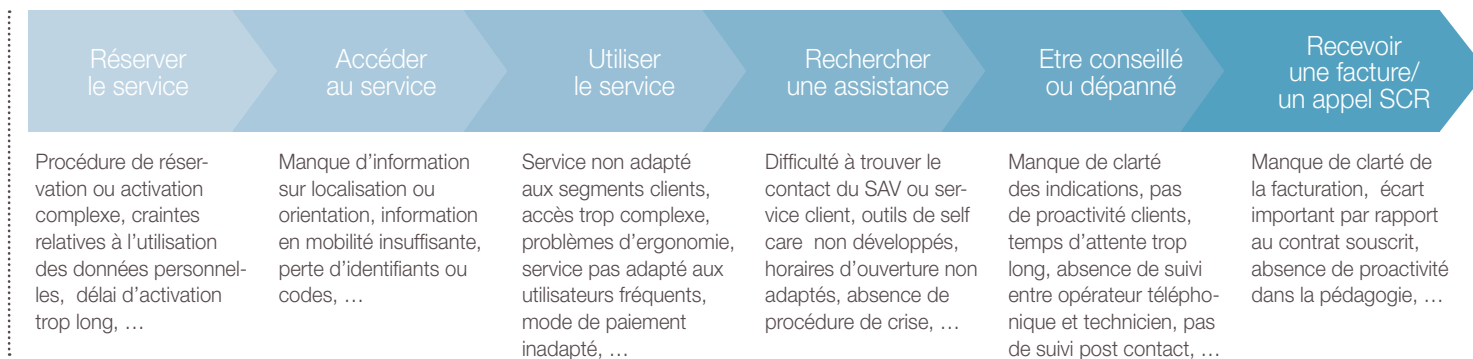 Réserver
le service
Accéder
au service
Utiliser
le service
Rechercher
une assistance
Etre conseillé
ou dépanné
Recevoir
une facture/
un appel SCR
Procédure de réser-
vation ou activation
complexe, craintes
relatives à l’utilisation
des données personnel-
les, délai d’activation
trop long, …
Manque d’information
sur localisation ou
orientation, information
en mobilité insuffisante,
perte d’identifiants ou
codes, …
Service non adapté
aux segments clients,
accès trop complexe,
problèmes d’ergonomie,
service pas adapté aux
utilisateurs fréquents,
mode de paiement
inadapté, …
Difficulté à trouver le
contact du SAV ou ser-
vice client, outils de self
care non développés,
horaires d’ouverture non
adaptés, absence de
procédure de crise, …
Manque de clarté
des indications, pas
de proactivité clients,
temps d’attente trop
long, absence de suivi
entre opérateur télépho-
nique et technicien, pas
de suivi post contact, …
Manque de clarté de
la facturation, écart
important par rapport
au contrat souscrit,
absence de proactivité
dans la pédagogie, …